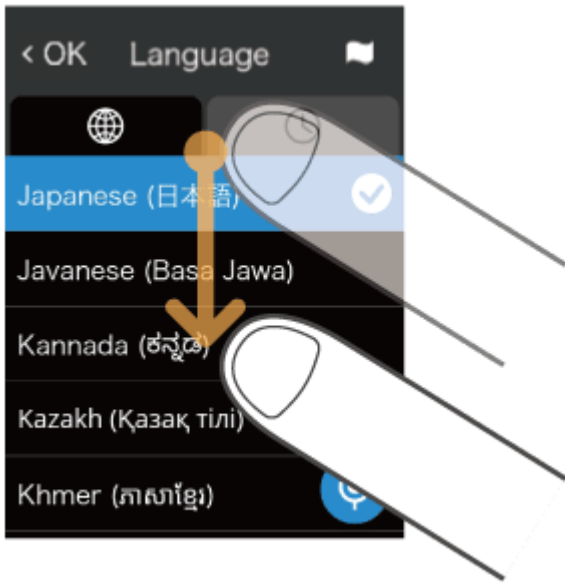 < OK Language
Japanese (日本語)
Javanese (Basa Jawa)
Kannada (ಕನ್ನಡ)
Kazakh (Қазақ тілі)
Khmer (ភាសាខ្មែរ)